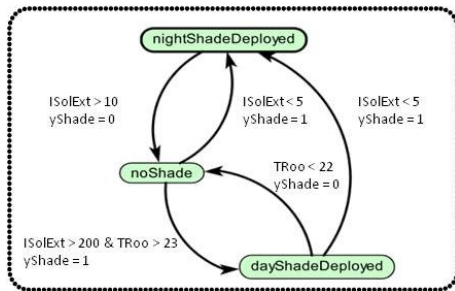 nightShadeDeployed
ISolExt > 10
yShade = 0
ISolExt < 5
yShade = 1
ISolExt < 5
yShade = 1
noShade
TRoo < 22
yShade = 0
ISolExt > 200 & TRoo > 23
yShade = 1
dayShadeDeployed